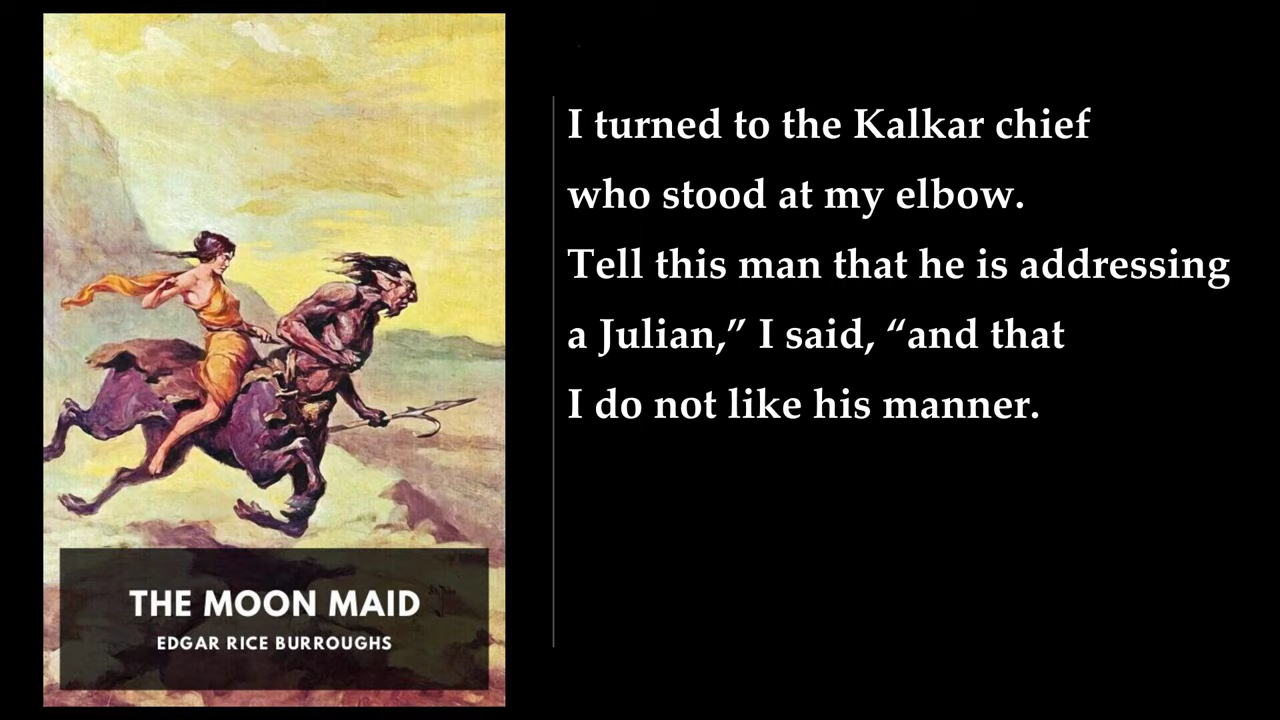 THE MOON MAID
EDGAR RICE BURROUGHS
I turned to the Kalkar chief
who stood at my elbow.
Tell this man that he is addressing
a Julian,” I said, “and that
I do not like his manner.